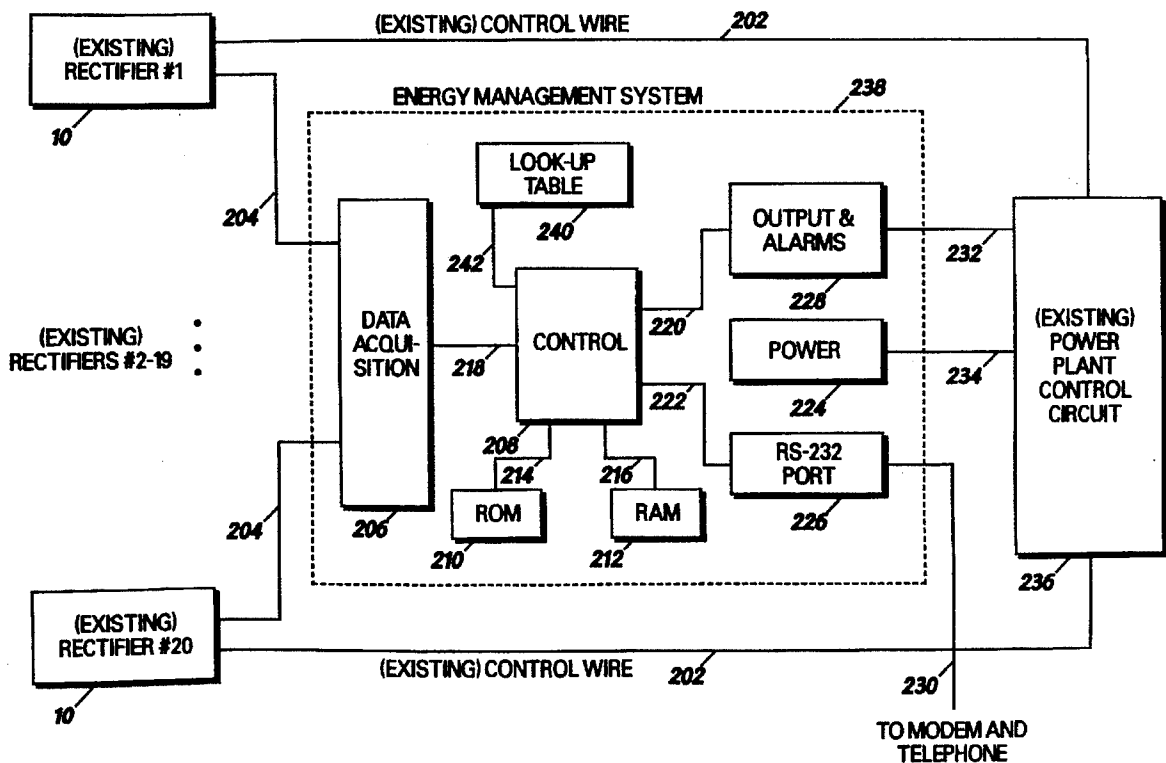 (EXISTING) CONTROL WIRE
202
(EXISTING)
RECTIFIER #1
10
ENERGY MANAGEMENT SYSTEM
238
204
LOOK-UP
TABLE
240
242
OUTPUT &
ALARMS
228
232
DATA
ACQUI-
SITION
206
218
CONTROL
208
220
222
POWER
224
234
(EXISTING)
POWER
PLANT
CONTROL
CIRCUIT
236
(EXISTING)
RECTIFIERS #2-19
214
216
ROM
210
RAM
212
RS-232
PORT
226
204
(EXISTING)
RECTIFIER #20
10
(EXISTING) CONTROL WIRE
202
230
TO MODEM AND
TELEPHONE